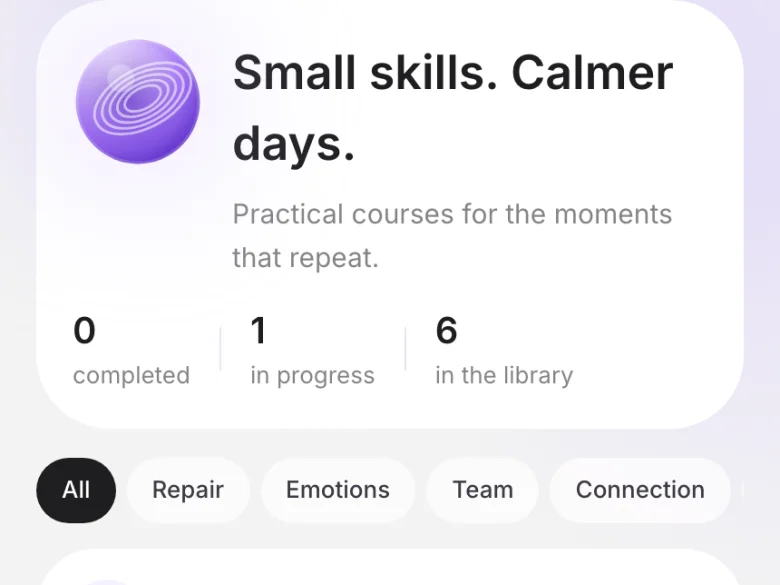 Small skills. Calmer
days.
Practical courses for the moments
that repeat.
0 1 6
completed in progress in the library
All Repair Emotions Team Connection